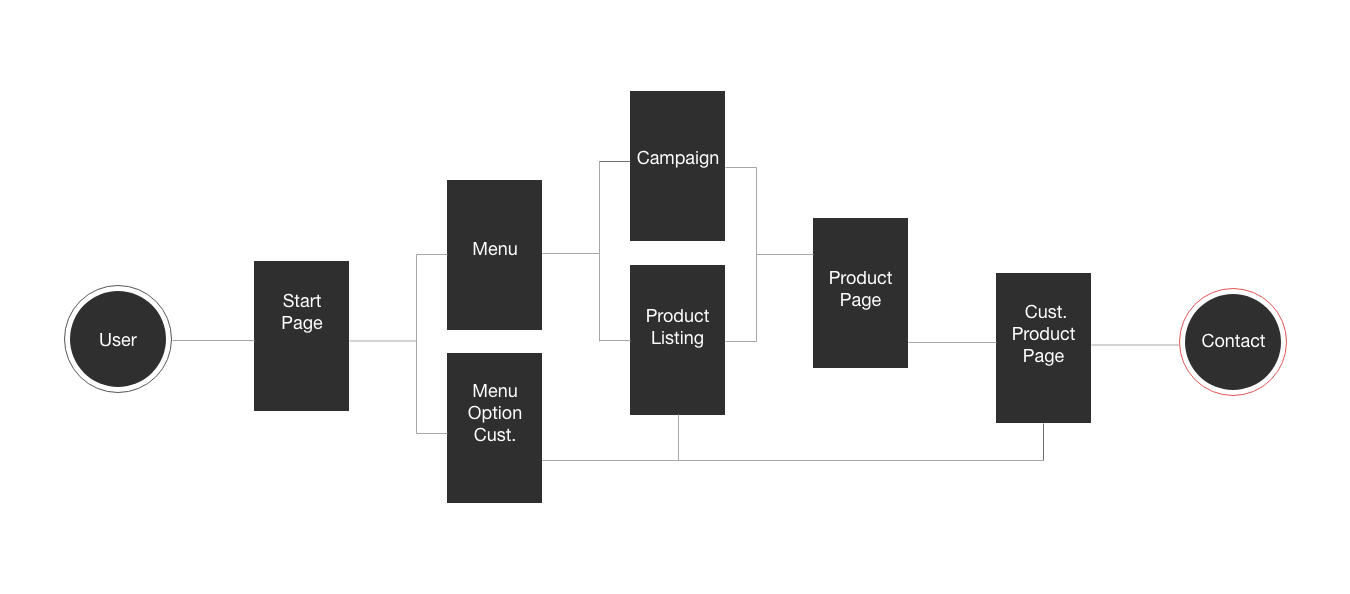 User
Start
Page
Menu
Menu
Option
Cust.
Campaign
Product
Listing
Product
Page
Cust.
Product
Page
Contact